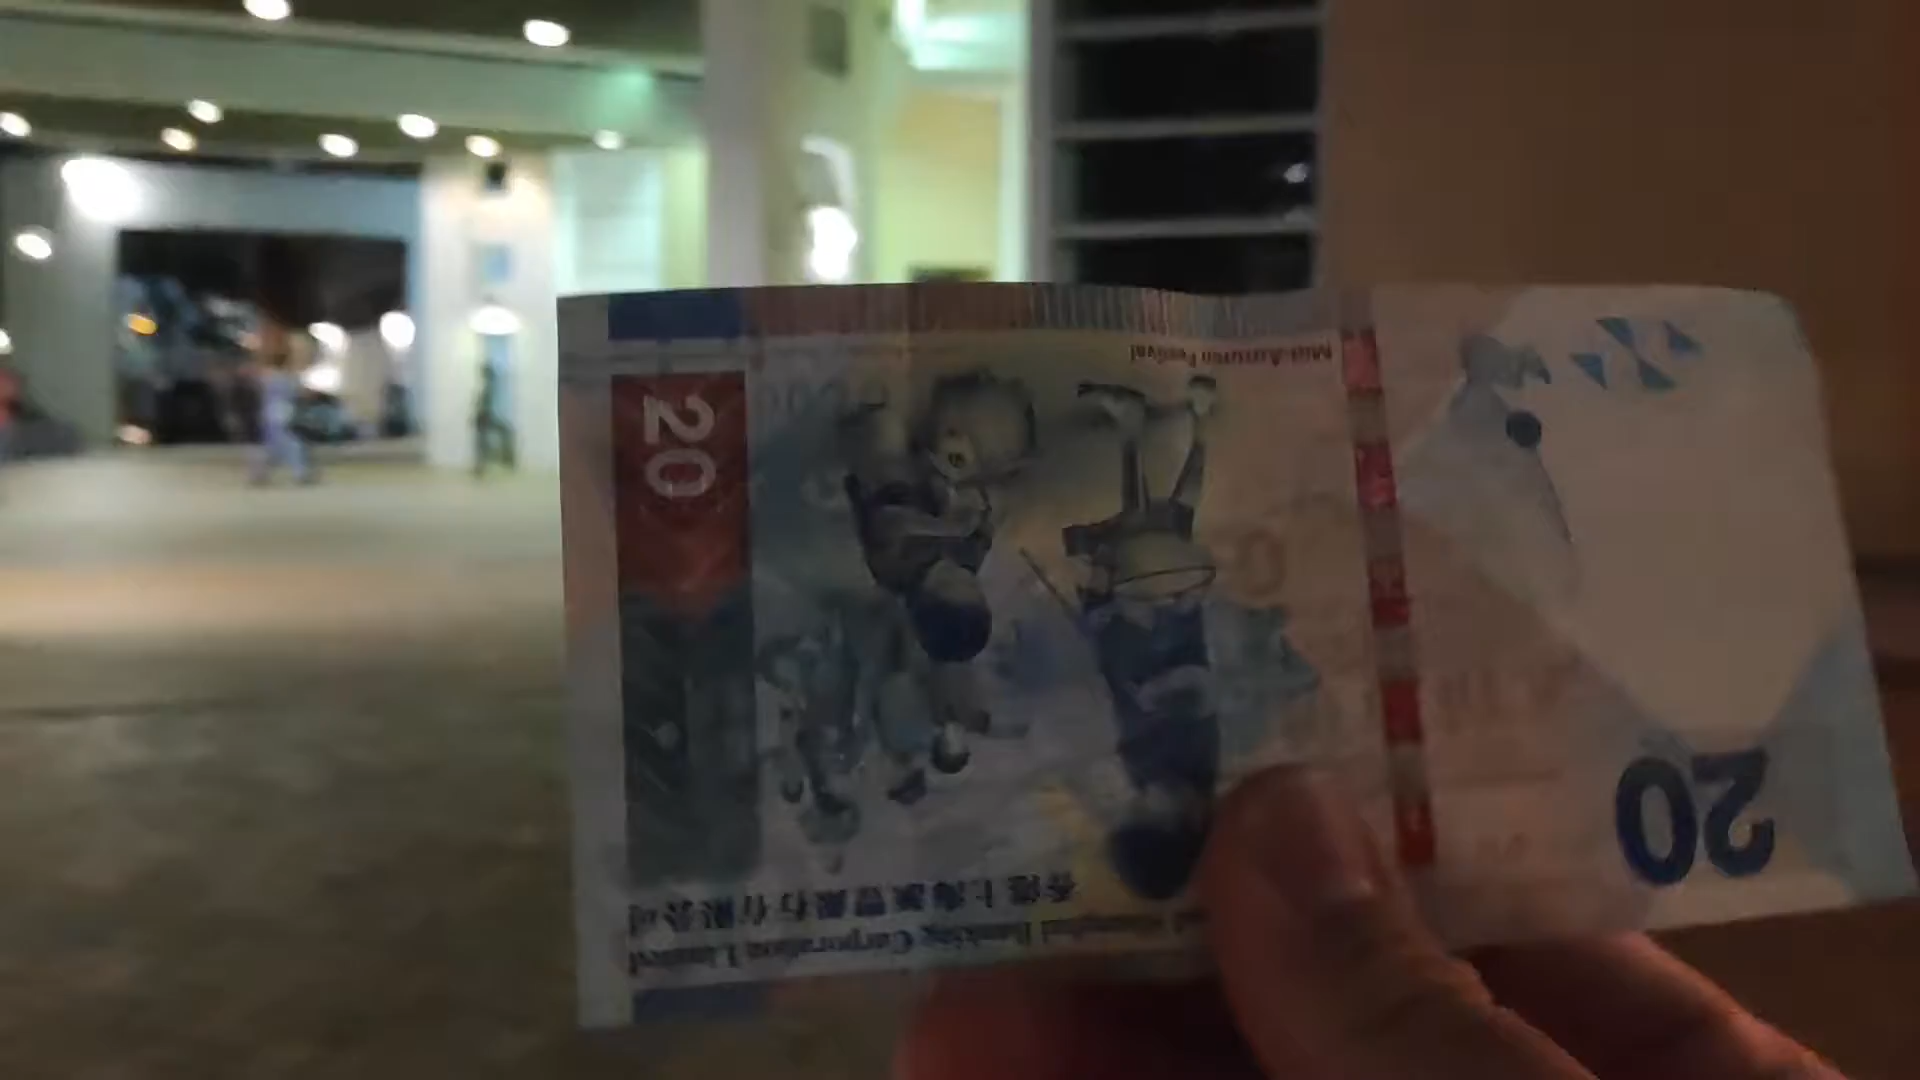 Shanghai Banking Corporation Limited
香港上海滙豐銀行有限公司
20
20
Mid-Autumn Festival